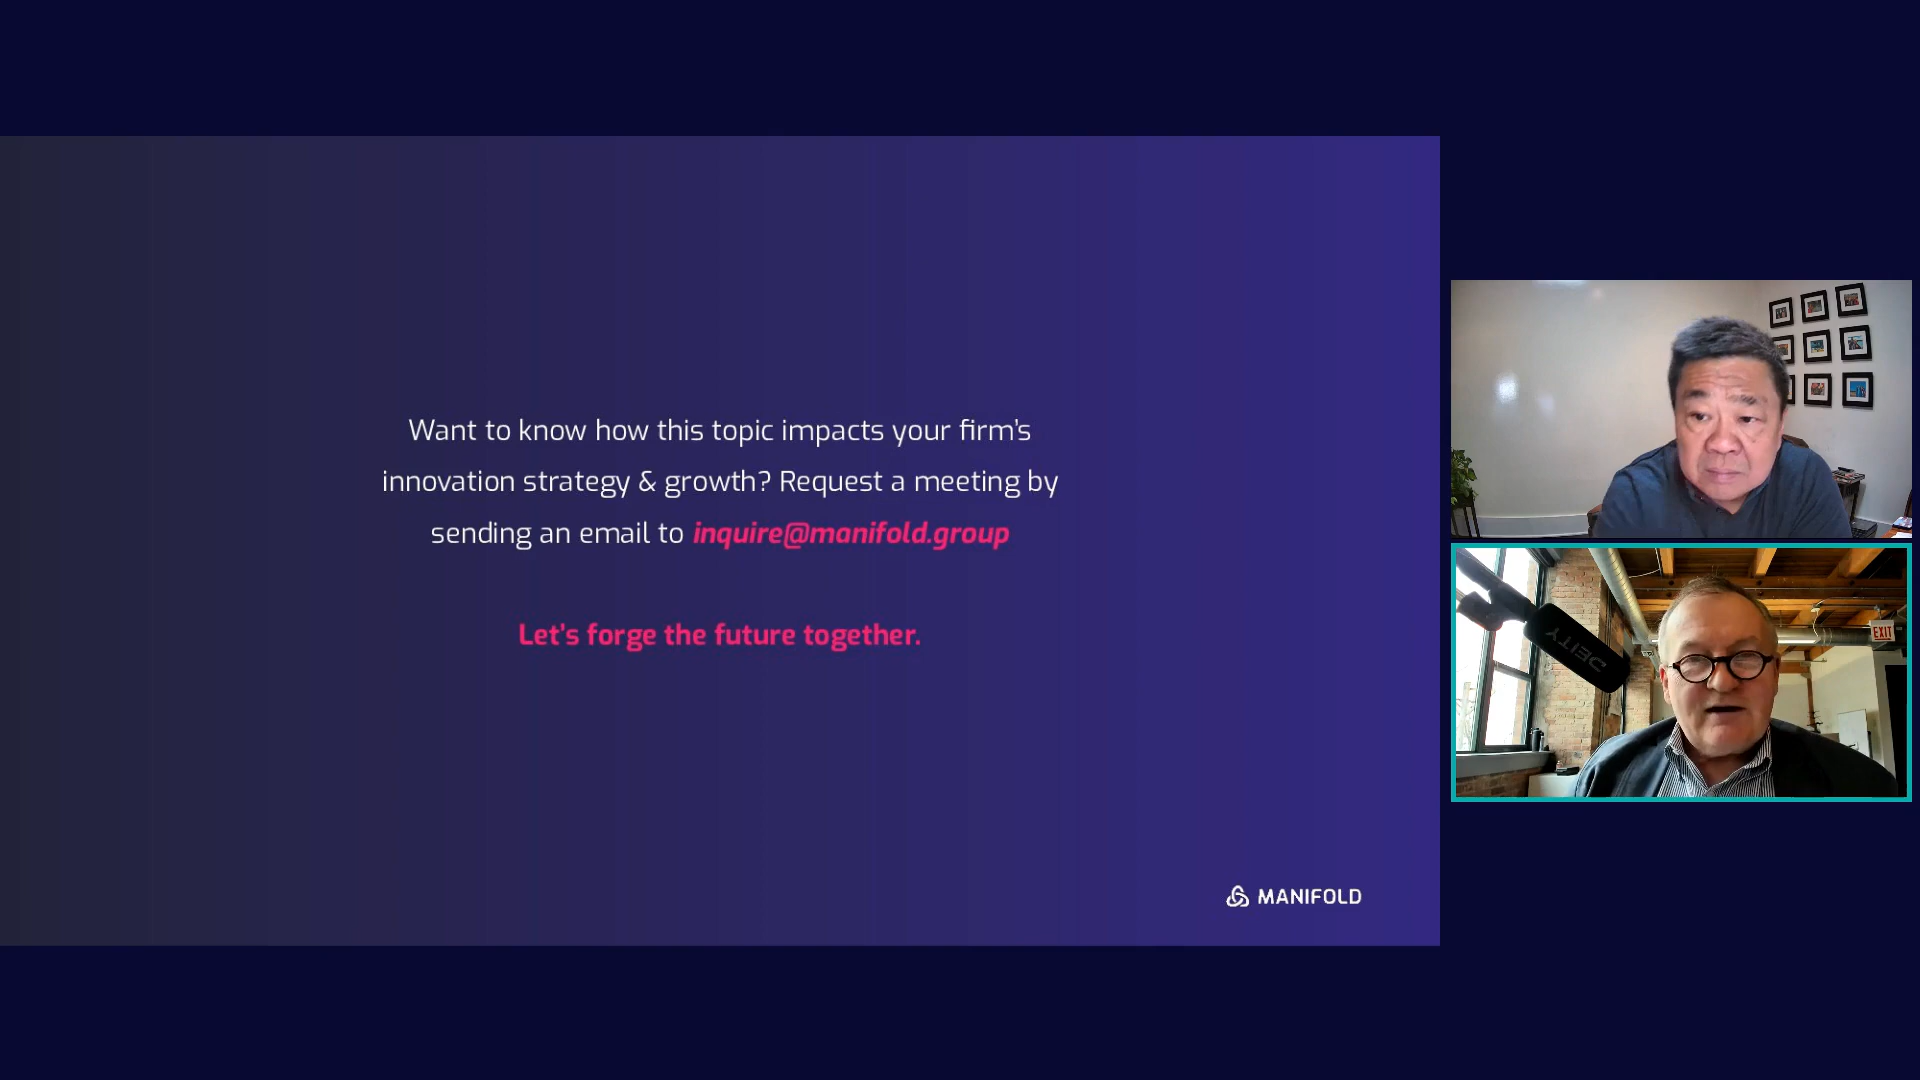 Want to know how this topic impacts your firm's
innovation strategy & growth? Request a meeting by
sending an email to inquire@manifold.group
Let's forge the future together.
MANIFOLD
EXIT
DEITY